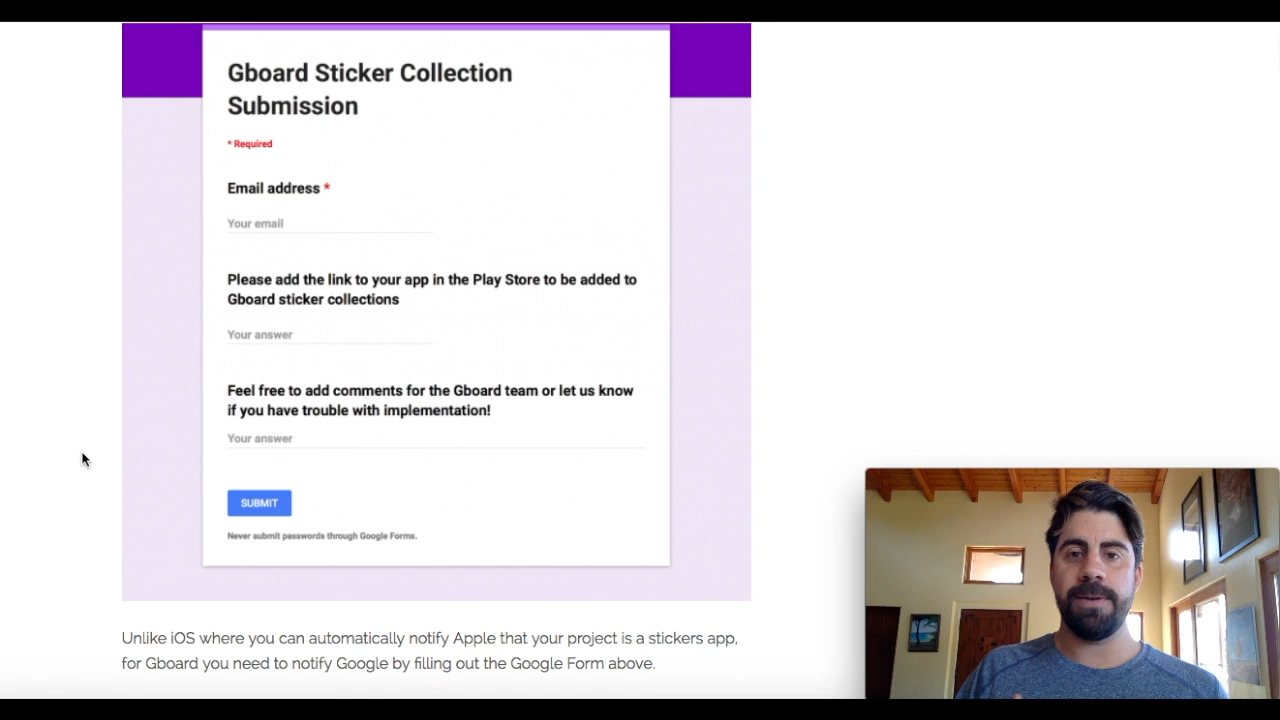 Gboard Sticker Collection
Submission
* Required
Email address *
Your email
Please add the link to your app in the Play Store to be added to
Gboard sticker collections
Your answer
Feel free to add comments for the Gboard team or let us know
if you have trouble with implementation!
Your answer
SUBMIT
Never submit passwords through Google Forms.
Unlike iOS where you can automatically notify Apple that your project is a stickers app,
for Gboard you need to notify Google by filling out the Google Form above.